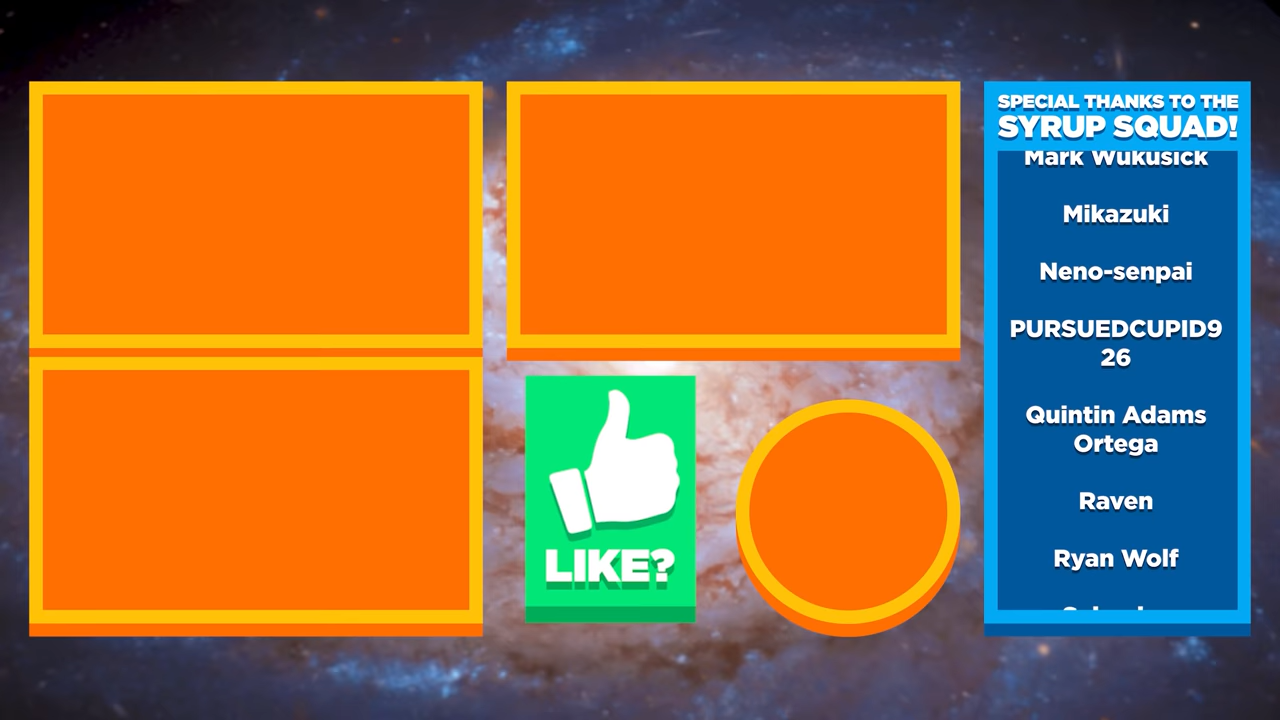 SPECIAL THANKS TO THE
SYRUP SQUAD!
Mark Wukusick
Mikazuki
Neno-senpai
PURSUEDCUPID9
26
Quintin Adams
Ortega
Raven
Ryan Wolf
LIKE?